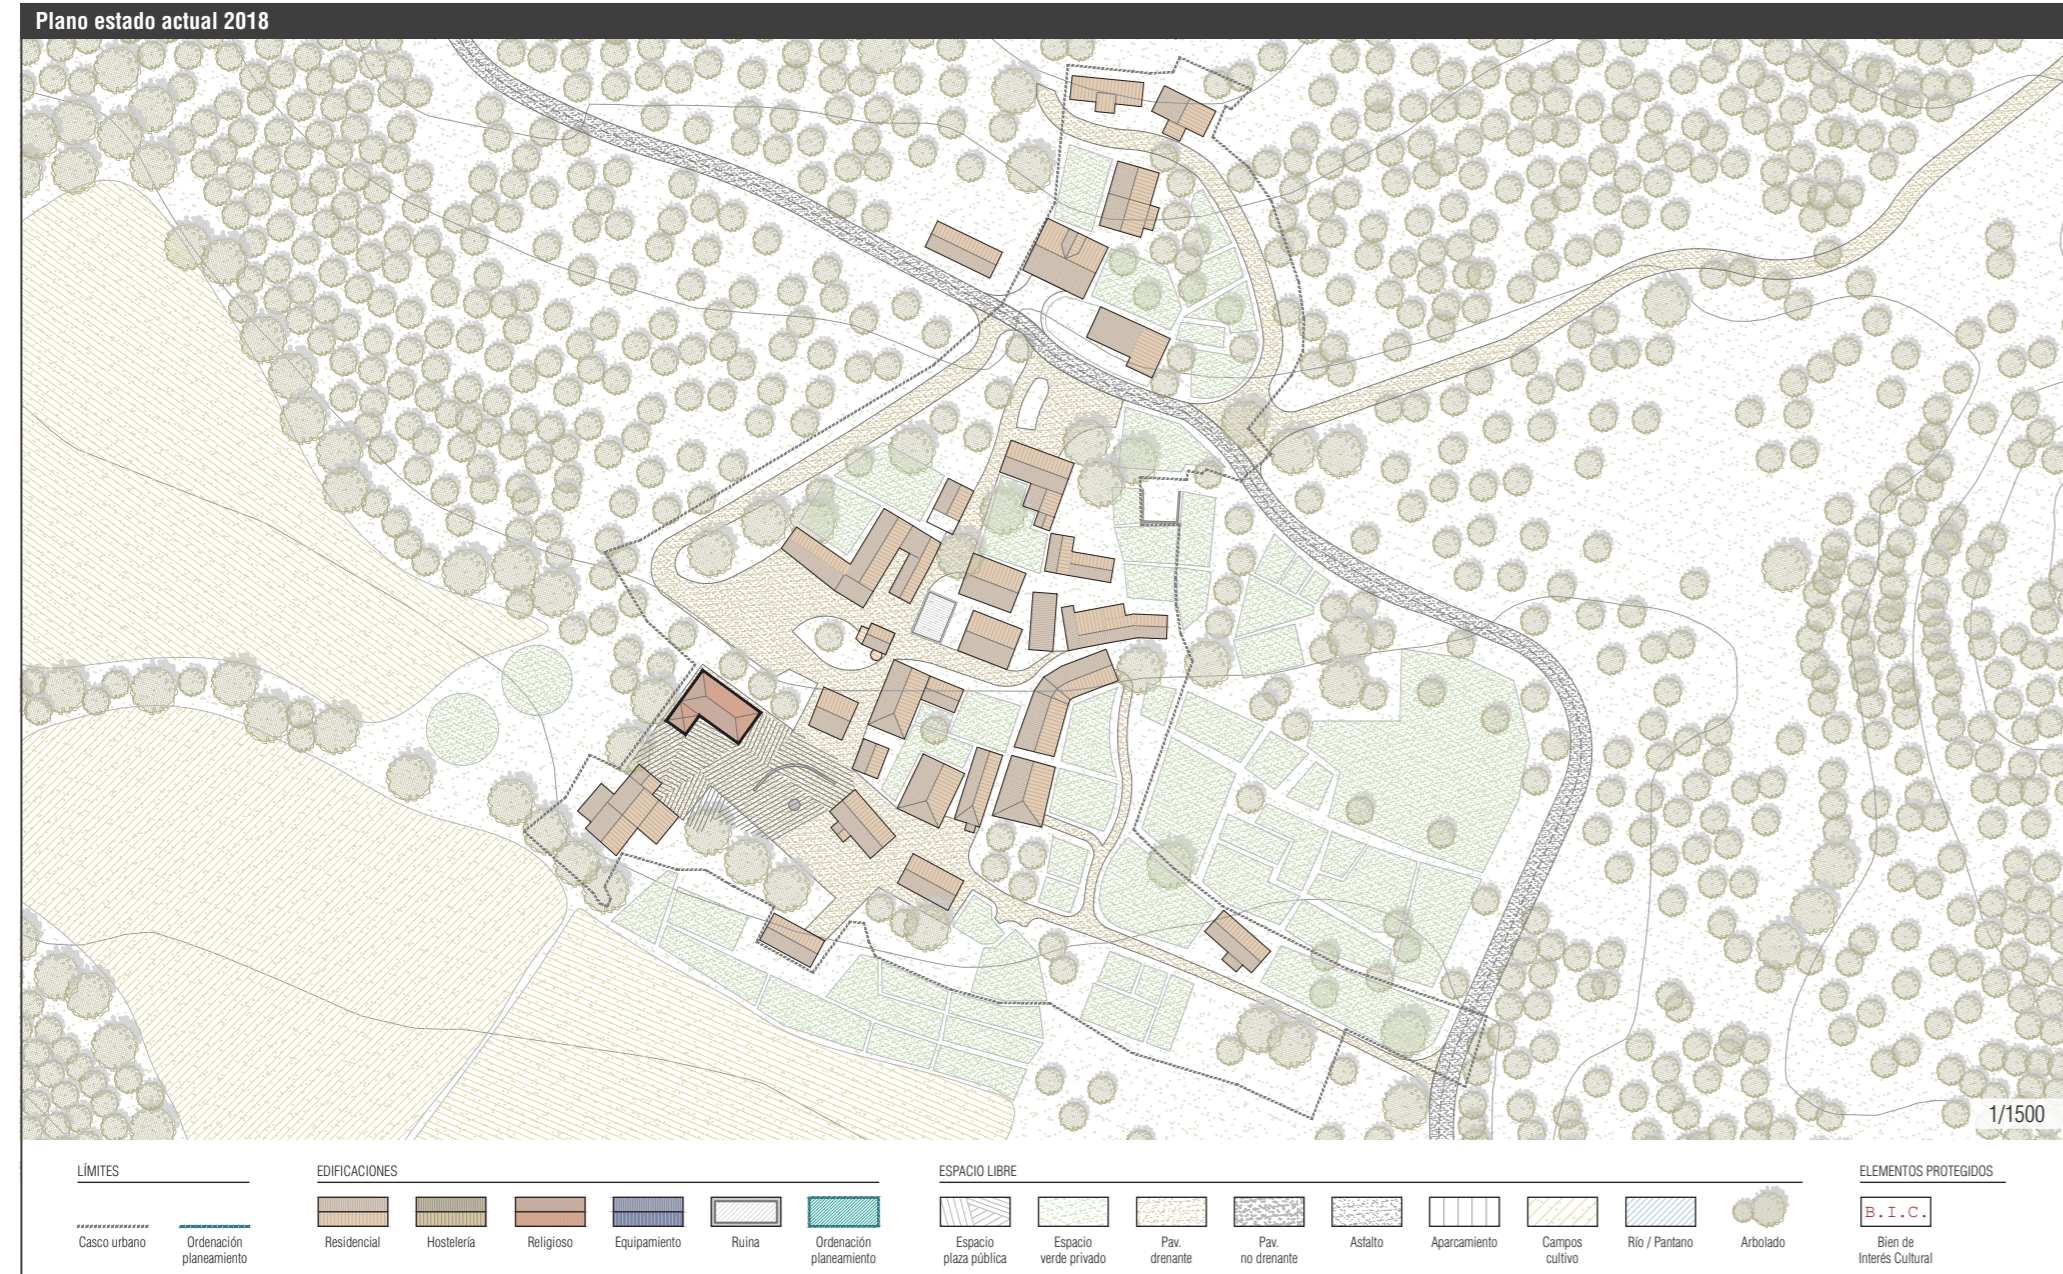 Plano estado actual 2018
1/1500
LÍMITES
Casco urbano
Ordenación
planeamiento
EDIFICACIONES
Residencial
Hostelería
Religioso
Equipamiento
Ruina
Ordenación
planeamiento
ESPACIO LIBRE
Espacio
plaza pública
Espacio
verde privado
Pav.
drenante
Pav.
no drenante
Asfalto
Aparcamiento
Campos
cultivo
Río / Pantano
Arbolado
ELEMENTOS PROTEGIDOS
B.I.C.
Bien de
Interés Cultural